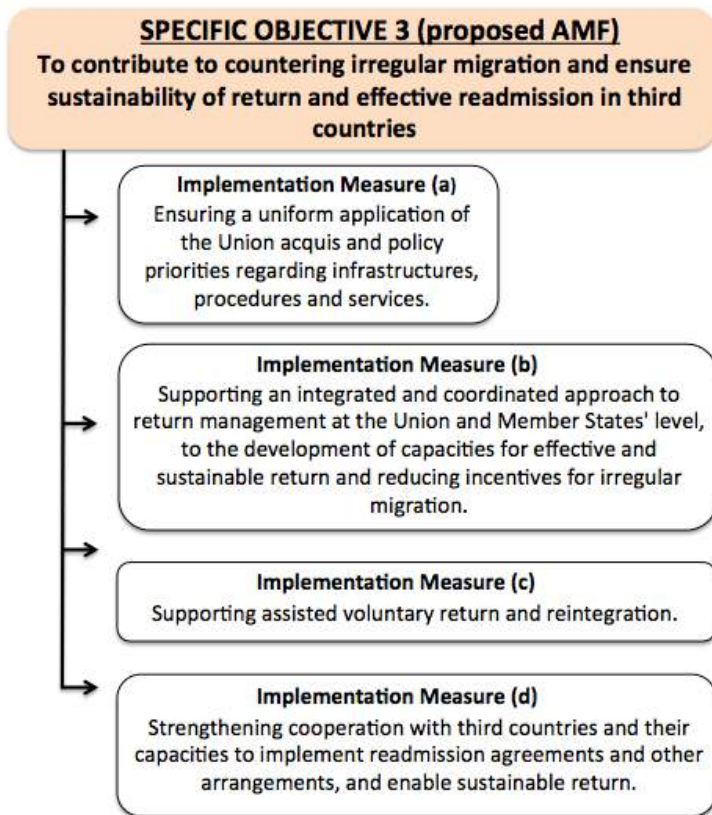 SPECIFIC OBJECTIVE 3 (proposed AMF)
To contribute to countering irregular migration and ensure
sustainability of return and effective readmission in third
countries
Implementation Measure (a)
Ensuring a uniform application of
the Union acquis and policy
priorities regarding infrastructures,
procedures and services.
Implementation Measure (b)
Supporting an integrated and coordinated approach to
return management at the Union and Member States' level,
to the development of capacities for effective and
sustainable return and reducing incentives for irregular
migration.
Implementation Measure (c)
Supporting assisted voluntary return and reintegration.
Implementation Measure (d)
Strengthening cooperation with third countries and their
capacities to implement readmission agreements and other
arrangements, and enable sustainable return.